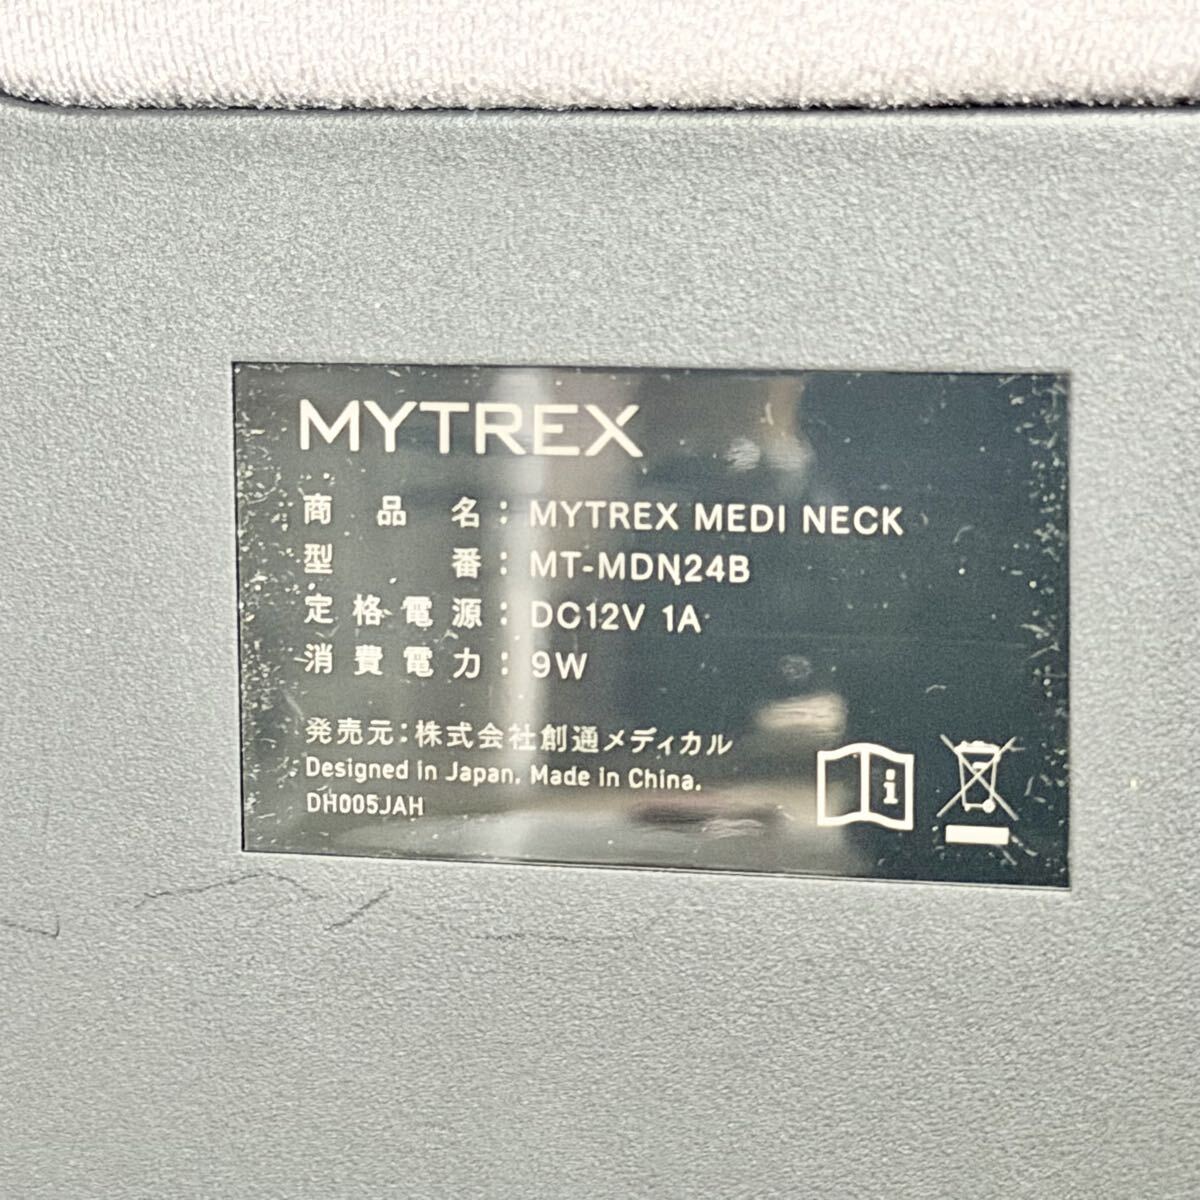 MYTREX
商品名：MYTREX MEDI NECK
型番：MT-MDN24B
定格電源：DC12V 1A
消費電力：9W
発売元：株式会社創通メディカル
Designed in Japan. Made in China.
DH005JAH